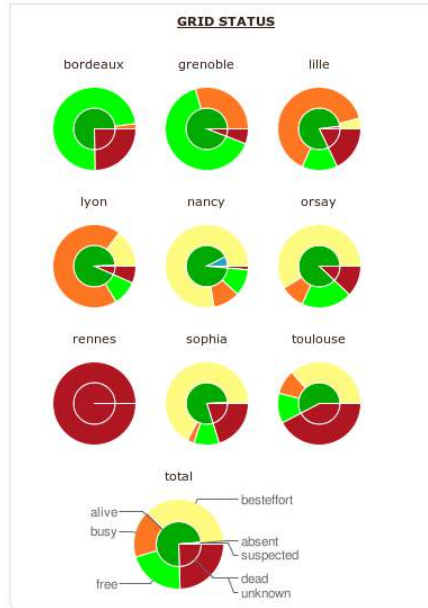 GRID STATUS
bordeaux
grenoble
lille
lyon
nancy
orsay
rennes
sophia
toulouse
total
besteffort
alive
busy
absent
suspected
free
dead
unknown